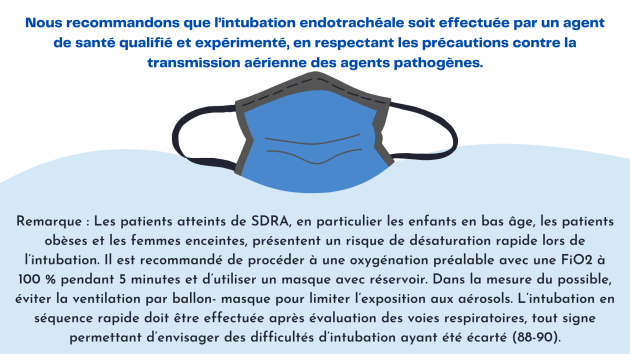 Nous recommandons que l'intubation endotrachéale soit effectuée par un agent
de santé qualifié et expérimenté, en respectant les précautions contre la
transmission aérienne des agents pathogènes.
Remarque : Les patients atteints de SDRA, en particulier les enfants en bas âge, les patients
obèses et les femmes enceintes, présentent un risque de désaturation rapide lors de
l'intubation. Il est recommandé de procéder à une oxygénation préalable avec une FiO2 à
100 % pendant 5 minutes et d'utiliser un masque avec réservoir. Dans la mesure du possible,
éviter la ventilation par ballon- masque pour limiter l'exposition aux aérosols. L'intubation en
séquence rapide doit être effectuée après évaluation des voies respiratoires, tout signe
permettant d'envisager des difficultés d'intubation ayant été écarté (88-90).